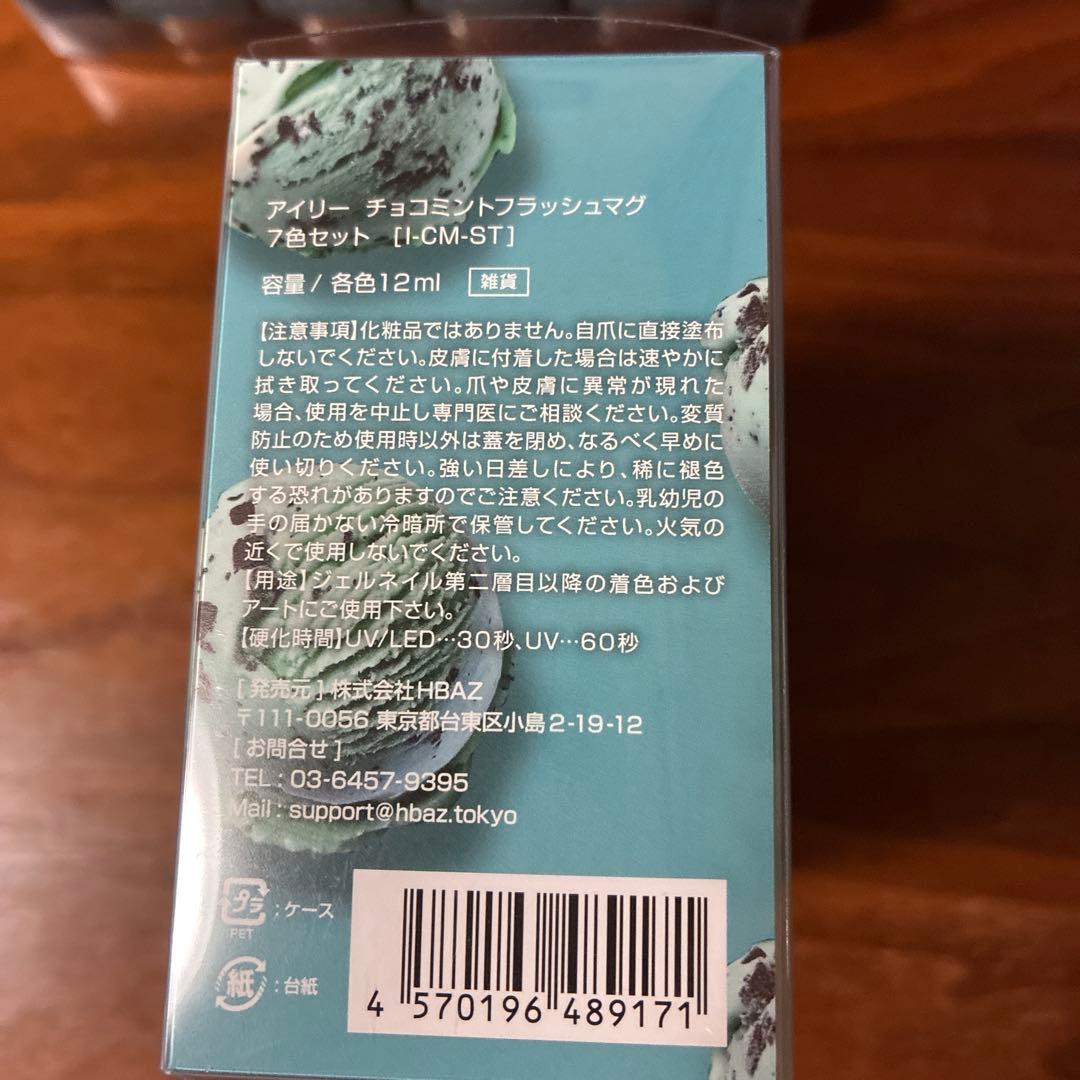 アイリー チョコミントフラッシュマグ
7色セット [I-CM-ST]
容量/各色12ml 雑貨
【注意事項】化粧品ではありません。自爪に直接塗布
しないでください。皮膚に付着した場合は速やかに
拭き取ってください。爪や皮膚に異常が現れた
場合、使用を中止し専門医にご相談ください。変質
防止のため使用時以外は蓋を閉め、なるべく早めに
使い切りください。強い日差しにより、稀に褪色
する恐れがありますのでご注意ください。乳幼児の
手の届かない冷暗所で保管してください。火気の
近くで使用しないでください。
【用途】ジェルネイル第二層目以降の着色および
アートにご使用下さい。
【硬化時間】UV/LED…30秒、UV…60秒
[発売元]株式会社HBAZ
〒111-0056 東京都台東区小島2-19-12
[お問合せ]
TEL : 03-6457-9395
Mail : support@hbaz.tokyo
プラ :ケース
PET
紙 :台紙
4 570196 489171